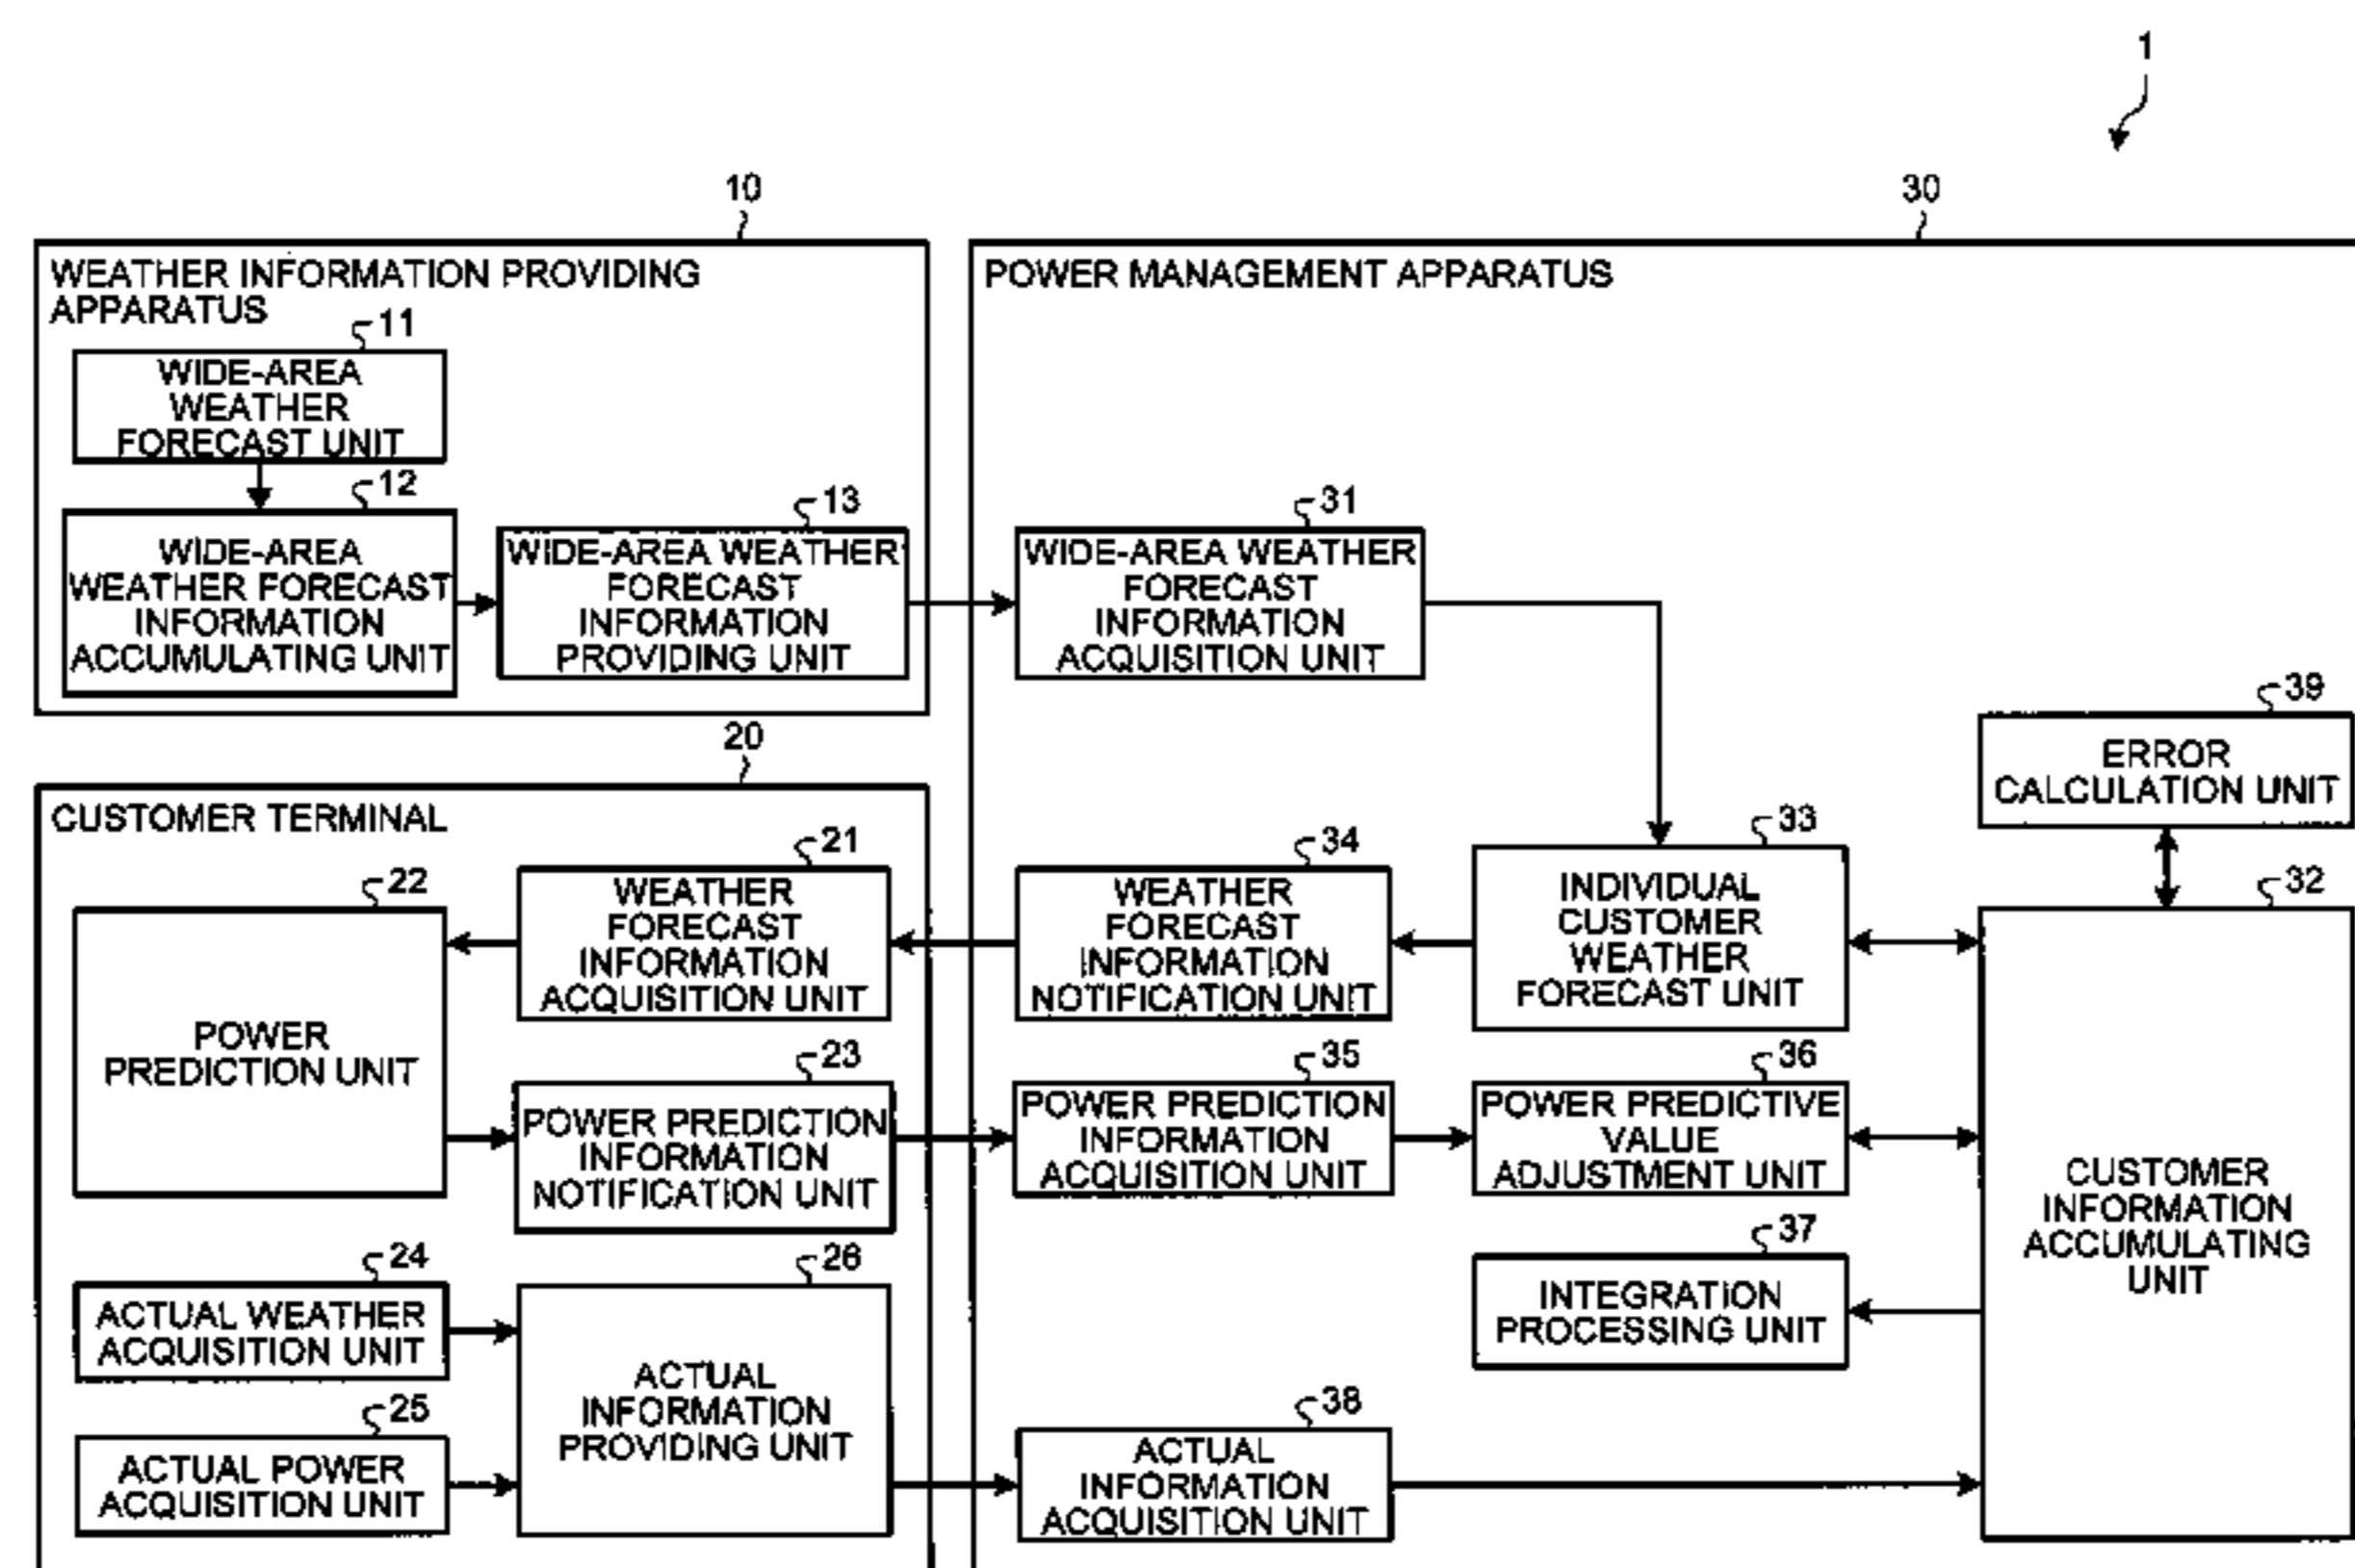 1
10
30
WEATHER INFORMATION PROVIDING
APPARATUS
11
WIDE-AREA
WEATHER
FORECAST UNIT
12
WIDE-AREA
WEATHER FORECAST
INFORMATION
ACCUMULATING UNIT
13
WIDE-AREA WEATHER
FORECAST
INFORMATION
PROVIDING UNIT
POWER MANAGEMENT APPARATUS
31
WIDE-AREA WEATHER
FORECAST
INFORMATION
ACQUISITION UNIT
39
ERROR
CALCULATION UNIT
20
CUSTOMER TERMINAL
22
POWER
PREDICTION UNIT
21
WEATHER
FORECAST
INFORMATION
ACQUISITION UNIT
34
WEATHER
FORECAST
INFORMATION
NOTIFICATION UNIT
33
INDIVIDUAL
CUSTOMER
WEATHER
FORECAST UNIT
32
CUSTOMER
INFORMATION
ACCUMULATING
UNIT
23
POWER PREDICTION
INFORMATION
NOTIFICATION UNIT
35
POWER PREDICTION
INFORMATION
ACQUISITION UNIT
36
POWER PREDICTIVE
VALUE
ADJUSTMENT UNIT
37
INTEGRATION
PROCESSING UNIT
24
ACTUAL WEATHER
ACQUISITION UNIT
25
ACTUAL POWER
ACQUISITION UNIT
26
ACTUAL
INFORMATION
PROVIDING UNIT
38
ACTUAL
INFORMATION
ACQUISITION UNIT